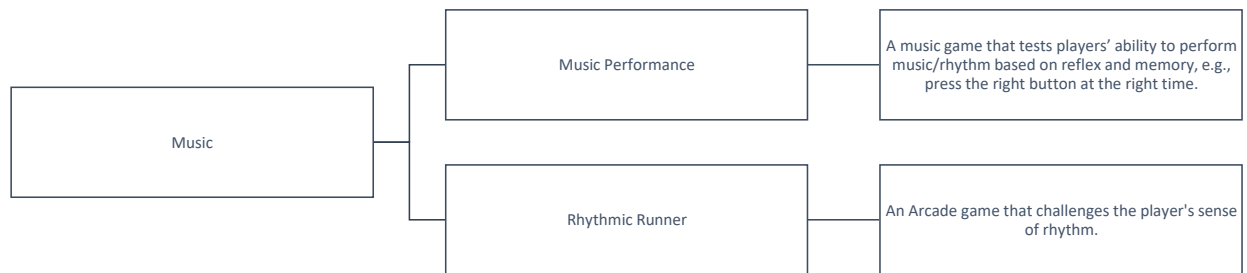 Music
Music Performance
A music game that tests players’ ability to perform
music/rhythm based on reflex and memory, e.g.,
press the right button at the right time.
Rhythmic Runner
An Arcade game that challenges the player's sense
of rhythm.